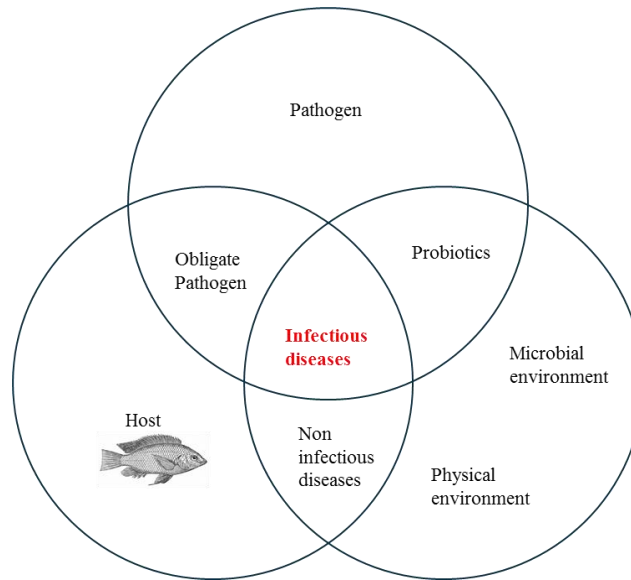 Pathogen
Obligate
Pathogen
Probiotics
Infectious
diseases
Microbial
environment
Host
Non
infectious
diseases
Physical
environment